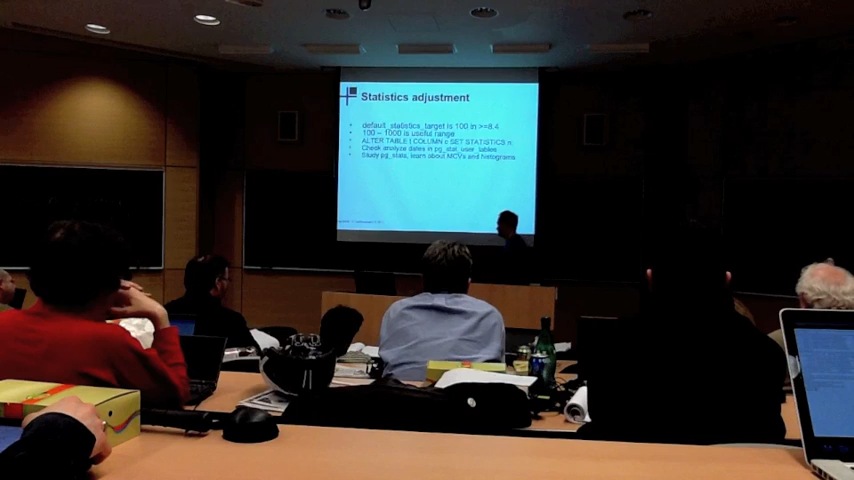 Statistics adjustment
default_statistics_target is 100 in >=8.4
100 – 1000 is useful range
ALTER TABLE t COLUMN c SET STATISTICS n;
Check analyze dates in pg_stat_user_tables
Study pg_stats, learn about MCVs and histograms